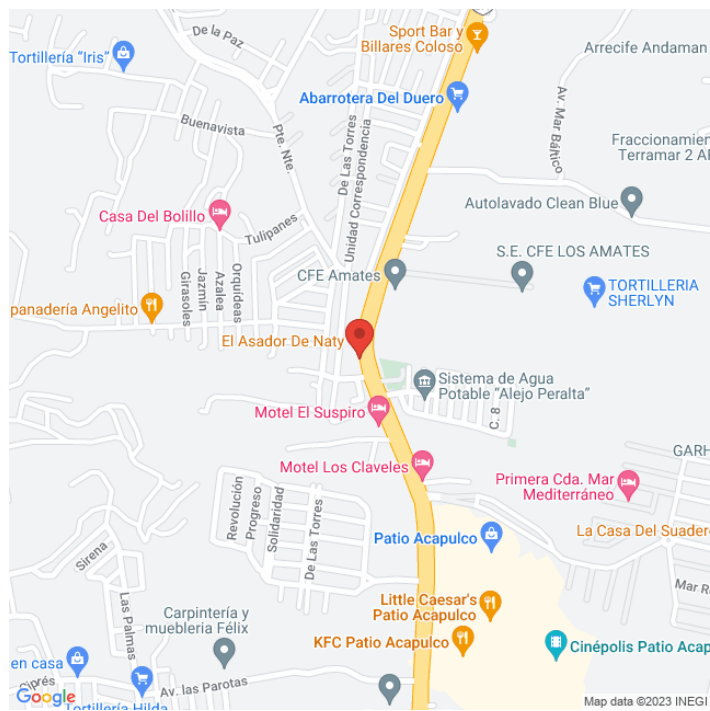 De la Paz
Sport Bar y
Billares Coloso
Tortillería “Iris”
Arrecife Andaman
Abarrotera Del Duero
Av. Mar Báltico
Buenavista
Pte. Nte.
De Las Torres
Unidad Correspondencia
Fraccionamien
Terramar 2 AP
Casa Del Bolillo
Autolavado Clean Blue
Tulipanes
S.E. CFE LOS AMATES
CFE Amates
Orquídeas
Azalea
Jazmín
Girasoles
TORTILLERIA
SHERLYN
panadería Angelito
El Asador De Naty
Sistema de Agua
Potable “Alejo Peralta”
C. 8
Motel El Suspiro
GARH
Motel Los Claveles
Primera Cda. Mar
Mediterráneo
Revolución
Progreso
Solidaridad
De Las Torres
La Casa Del Suadero
Patio Acapulco
Sirena
Mar R
Las Palmas
Little Caesar's
Patio Acapulco
Carpintería y
mueblería Félix
KFC Patio Acapulco
Cinépolis Patio Acap
en casa
Ciprés
Av. las Parotas
Google
Tortillería Hilda
Map data ©2023 INEGI